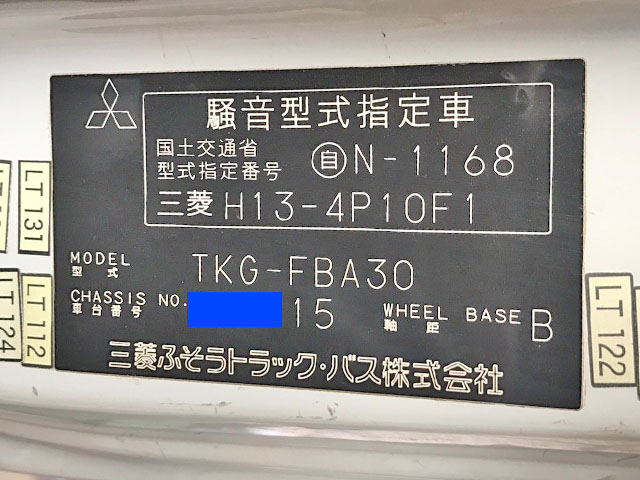 騒音型式指定車
国土交通省
型式指定番号 自 N-1168
三菱 H13-4P10F1
MODEL
型式 TKG-FBA30
CHASSIS NO.
車台番号 15
WHEEL BASE
軸距 B
三菱ふそうトラック・バス株式会社
LT 131
LT 112
LT 122